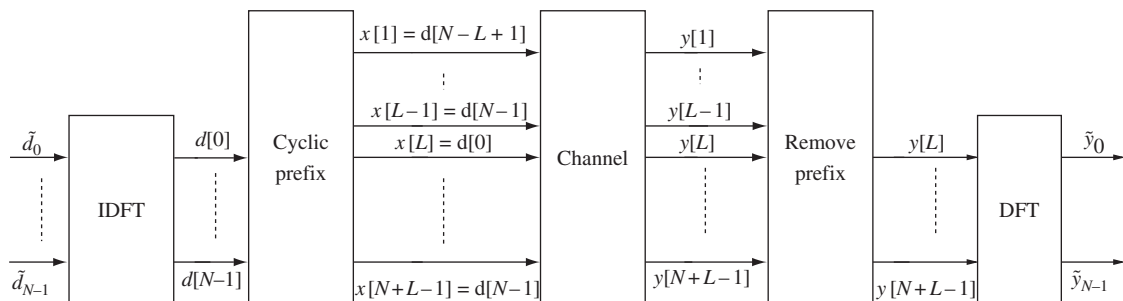 x[1] = d[N – L + 1]
y[1]
x[L – 1] = d[N – 1]
y[L – 1]
d̃₀
d[0]
Cyclic
prefix
x[L] = d[0]
Channel
y[L]
Remove
prefix
y[L]
ỹ₀
IDFT
DFT
d̃_{N–1}
d[N–1]
x[N + L – 1] = d[N – 1]
y[N + L – 1]
y[N + L – 1]
ỹ_{N–1}